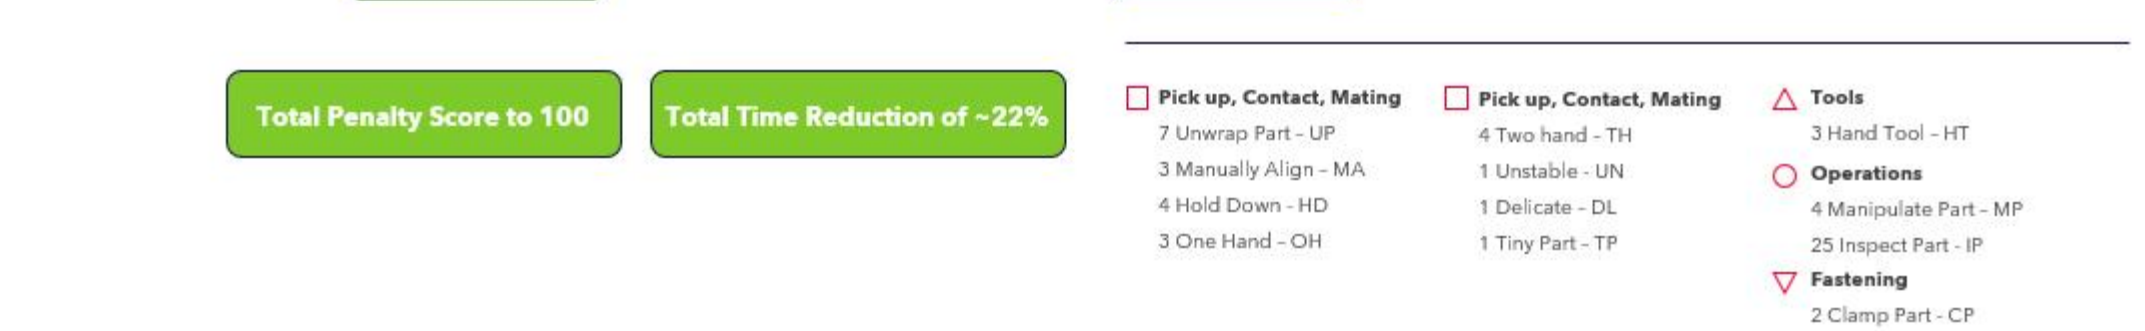 Total Penalty Score to 100
Total Time Reduction of ~22%
Pick up, Contact, Mating
7 Unwrap Part - UP
3 Manually Align - MA
4 Hold Down - HD
3 One Hand - OH
Pick up, Contact, Mating
4 Two hand - TH
1 Unstable - UN
1 Delicate - DL
1 Tiny Part - TP
Tools
3 Hand Tool - HT
Operations
4 Manipulate Part - MP
25 Inspect Part - IP
Fastening
2 Clamp Part - CP